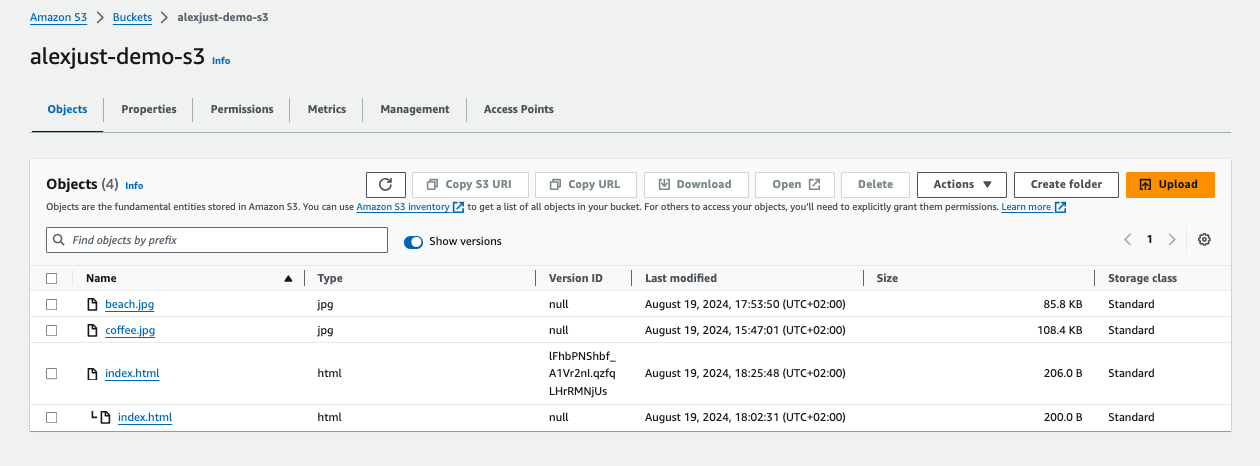 Amazon S3 > Buckets > alexjust-demo-s3
alexjust-demo-s3 Info
Objects Properties Permissions Metrics Management Access Points
Objects (4) Info Copy S3 URI Copy URL Download Open Delete Actions Create folder Upload
Objects are the fundamental entities stored in Amazon S3. You can use Amazon S3 inventory to get a list of all objects in your bucket. For others to access your objects, you'll need to explicitly grant them permissions. Learn more
Find objects by prefix Show versions 1
Name Type Version ID Last modified Size Storage class
beach.jpg jpg null August 19, 2024, 17:53:50 (UTC+02:00) 85.8 KB Standard
coffee.jpg jpg null August 19, 2024, 15:47:01 (UTC+02:00) 108.4 KB Standard
lFhbPNShbf_
index.html html A1Vr2nI.qzfq August 19, 2024, 18:25:48 (UTC+02:00) 206.0 B Standard
LHrRMNjUs
index.html html null August 19, 2024, 18:02:31 (UTC+02:00) 200.0 B Standard